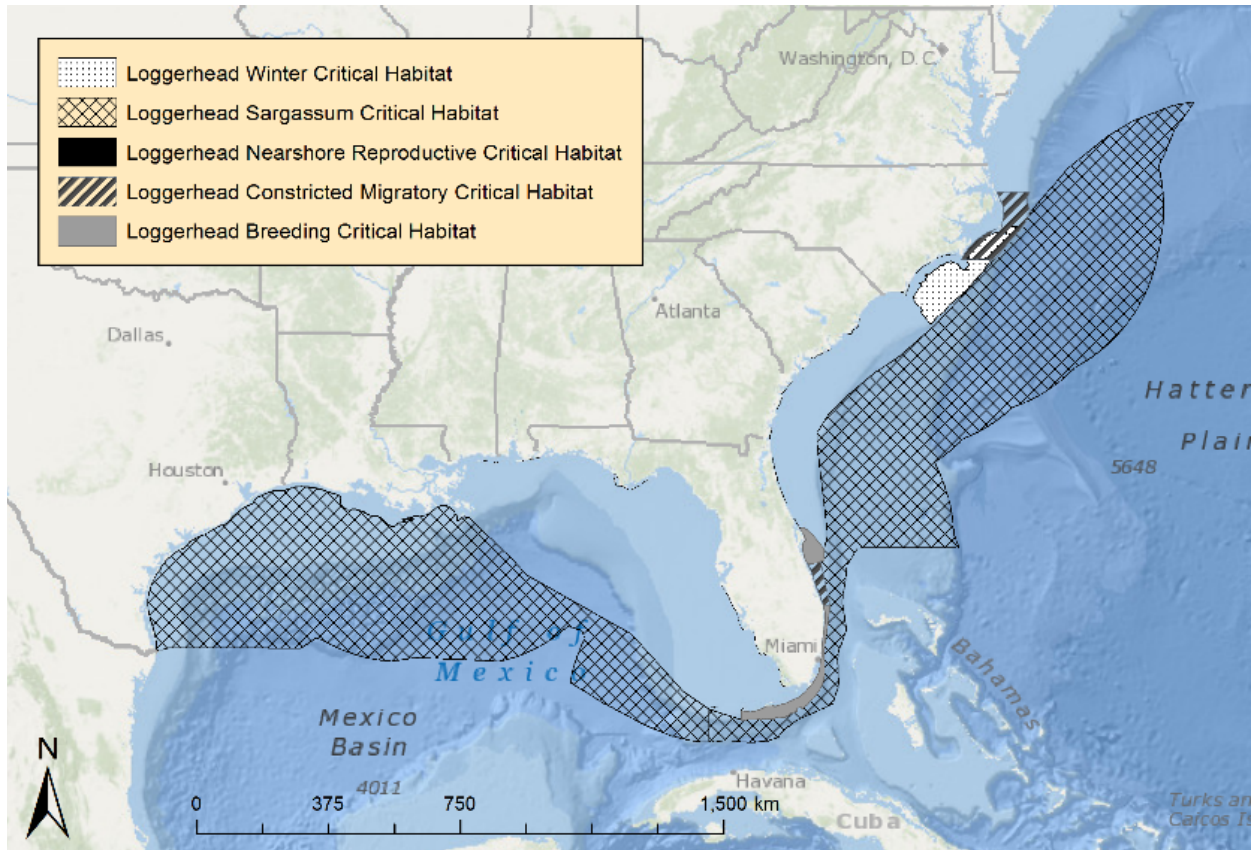 Loggerhead Winter Critical Habitat
Loggerhead Sargassum Critical Habitat
Loggerhead Nearshore Reproductive Critical Habitat
Loggerhead Constricted Migratory Critical Habitat
Loggerhead Breeding Critical Habitat
Washington, D.C.
Atlanta
Dallas
Hatter
Plain
5648
Houston
Gulf of
Mexico
Miami
Bahamas
Mexico
Basin
4011
Havana
Cuba
Turks an
Caicos Is
N
0 375 750 1,500 km